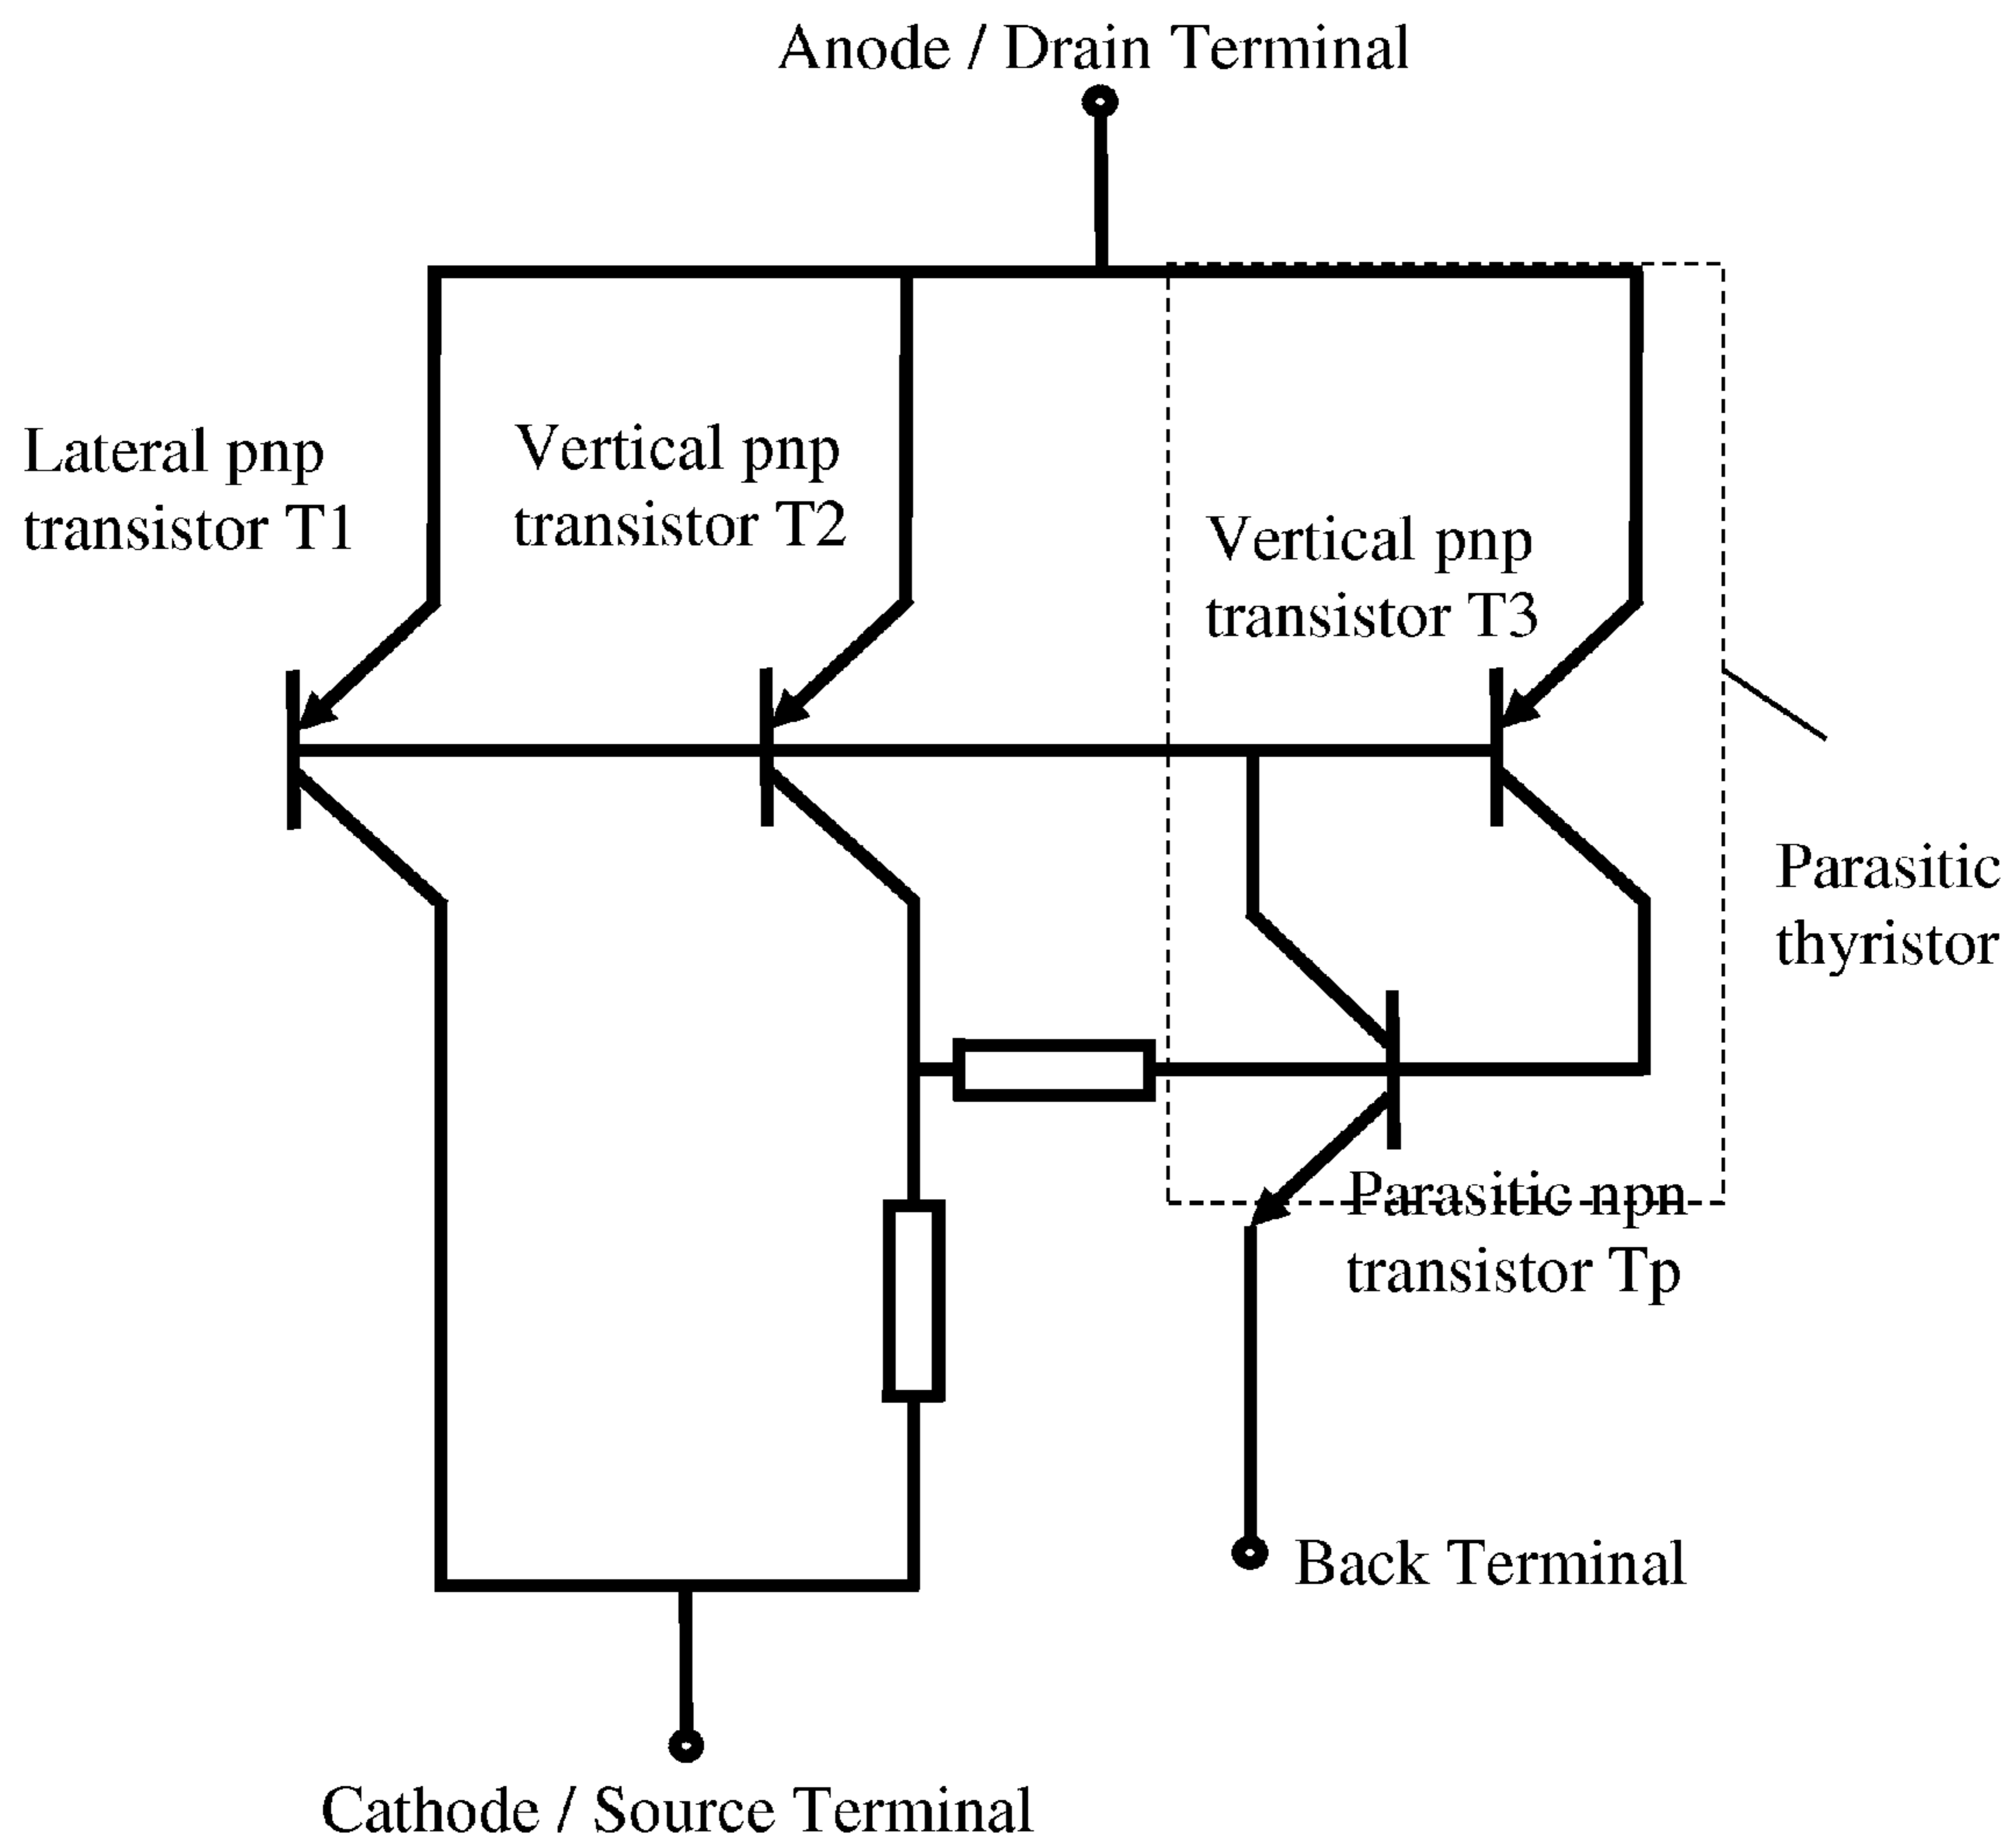 Anode / Drain Terminal
Lateral pnp
transistor T1
Vertical pnp
transistor T2
Vertical pnp
transistor T3
Parasitic
thyristor
Parasitic npn
transistor Tp
Back Terminal
Cathode / Source Terminal